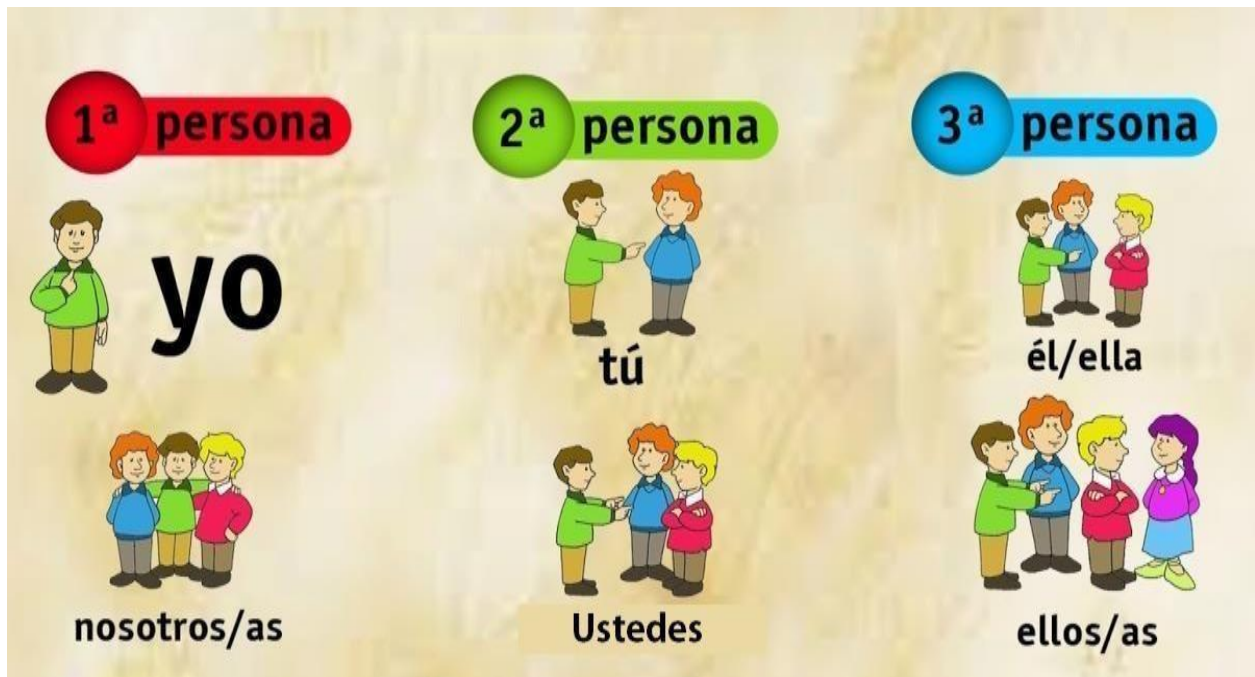 1ª persona
2ª persona
3ª persona
yo
tú
él/ella
nosotros/as
Ustedes
ellos/as